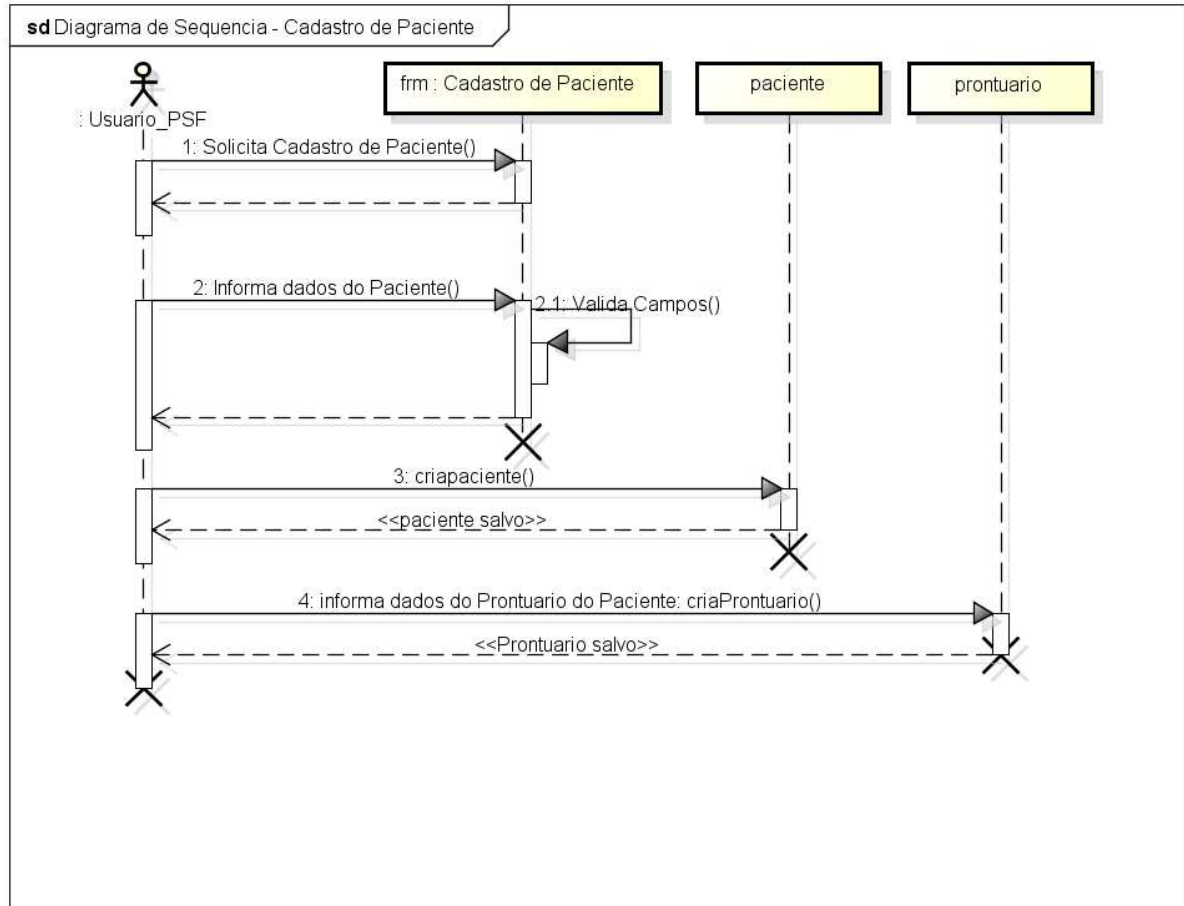 sd Diagrama de Sequencia - Cadastro de Paciente
: Usuario_PSF
frm : Cadastro de Paciente
paciente
prontuario
1: Solicita Cadastro de Paciente()
2: Informa dados do Paciente()
2.1: Valida Campos()
3: criapaciente()
<<paciente salvo>>
4: informa dados do Prontuario do Paciente: criaProntuario()
<<Prontuario salvo>>